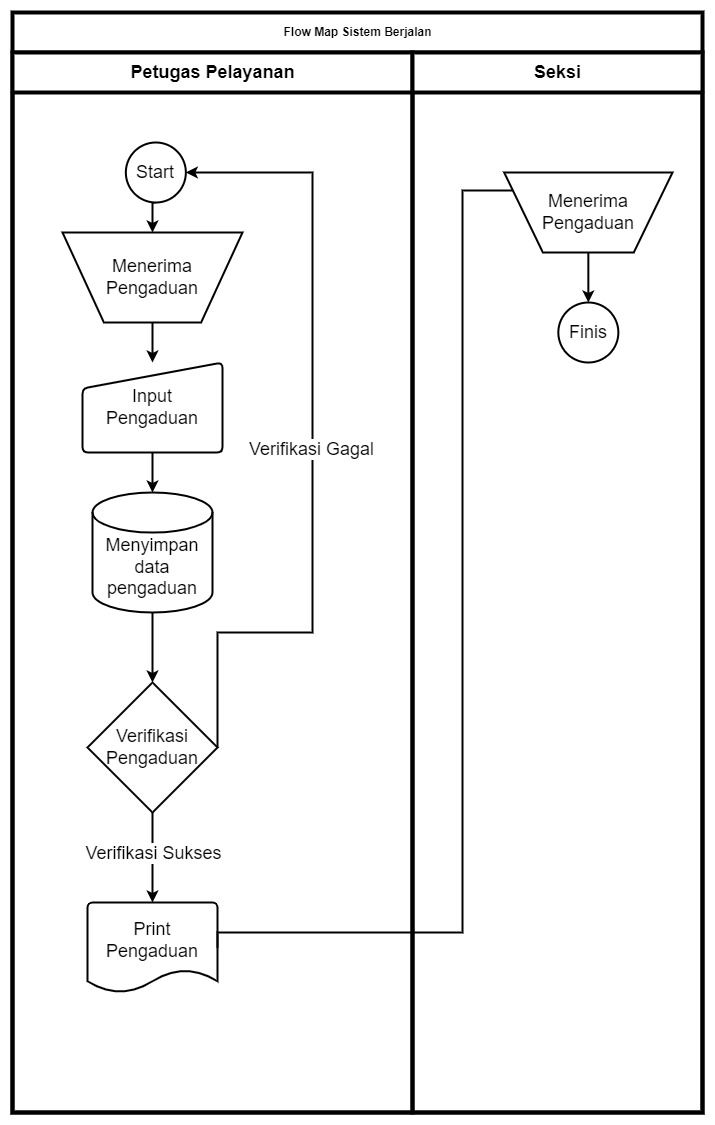 Flow Map Sistem Berjalan
Petugas Pelayanan
Seksi
Start
Menerima
Pengaduan
Input
Pengaduan
Verifikasi Gagal
Menyimpan
data
pengaduan
Verifikasi
Pengaduan
Verifikasi Sukses
Print
Pengaduan
Menerima
Pengaduan
Finis